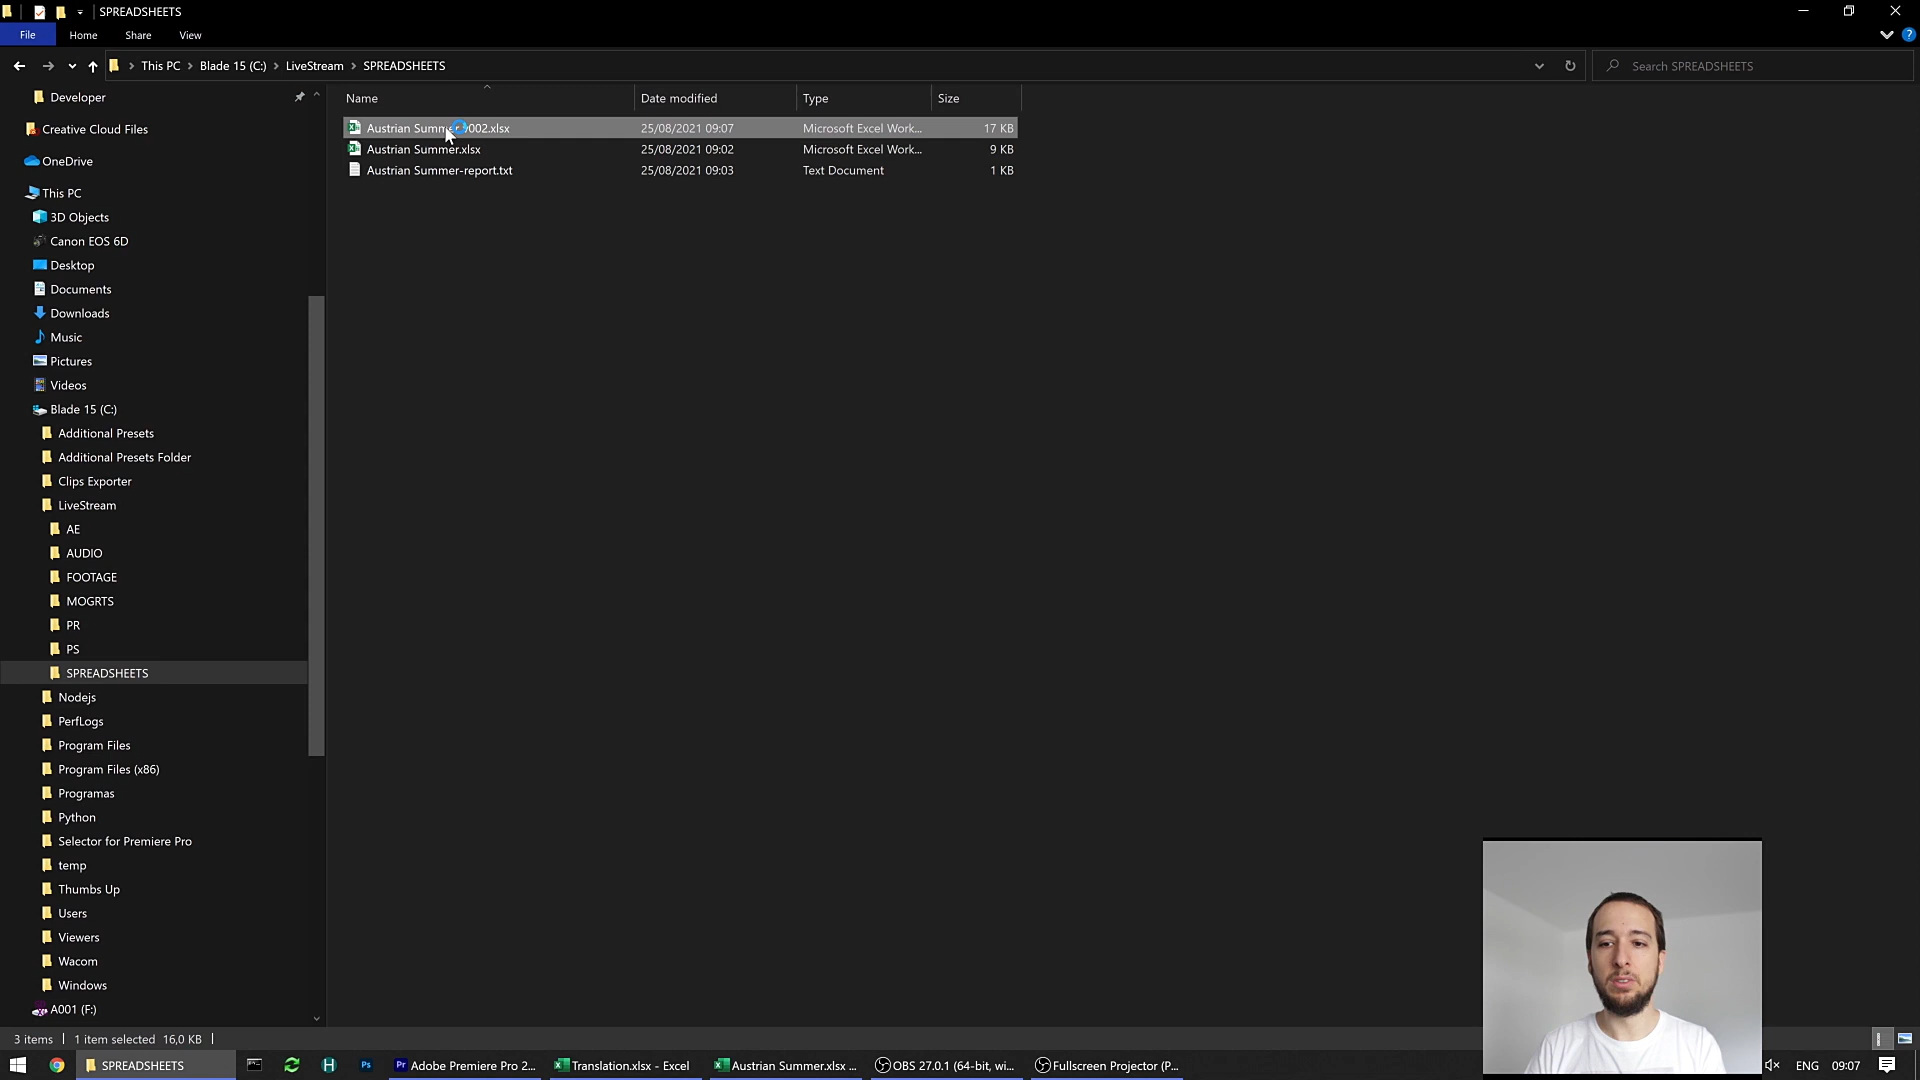 SPREADSHEETS
File Home Share View
This PC Blade 15 (C:) LiveStream SPREADSHEETS
Search SPREADSHEETS
Name Date modified Type Size
Austrian Summer.xlsx 25/08/2021 09:02 Microsoft Excel Work... 9 KB
Austrian Summer-report.txt 25/08/2021 09:03 Text Document 1 KB
25/08/2021 09:07 Microsoft Excel Work... 17 KB
Developer
Creative Cloud Files
OneDrive
This PC
3D Objects
Canon EOS 6D
Desktop
Documents
Downloads
Music
Pictures
Videos
Blade 15 (C:)
Additional Presets
Additional Presets Folder
Clips Exporter
LiveStream
AE
AUDIO
FOOTAGE
MOGRTS
PR
PS
SPREADSHEETS
Nodejs
PerfLogs
Program Files
Program Files (x86)
Programas
Python
Selector for Premiere Pro
temp
Thumbs Up
Users
Viewers
Wacom
Windows
A001 (F:)
3 items 1 item selected 16,0 KB
SPREADSHEETS H Ps Pr Adobe Premiere Pro 2... Translation.xlsx - Excel Austrian Summer.xlsx ... OBS 27.0.1 (64-bit, wi... Fullscreen Projector (P... ENG 09:07